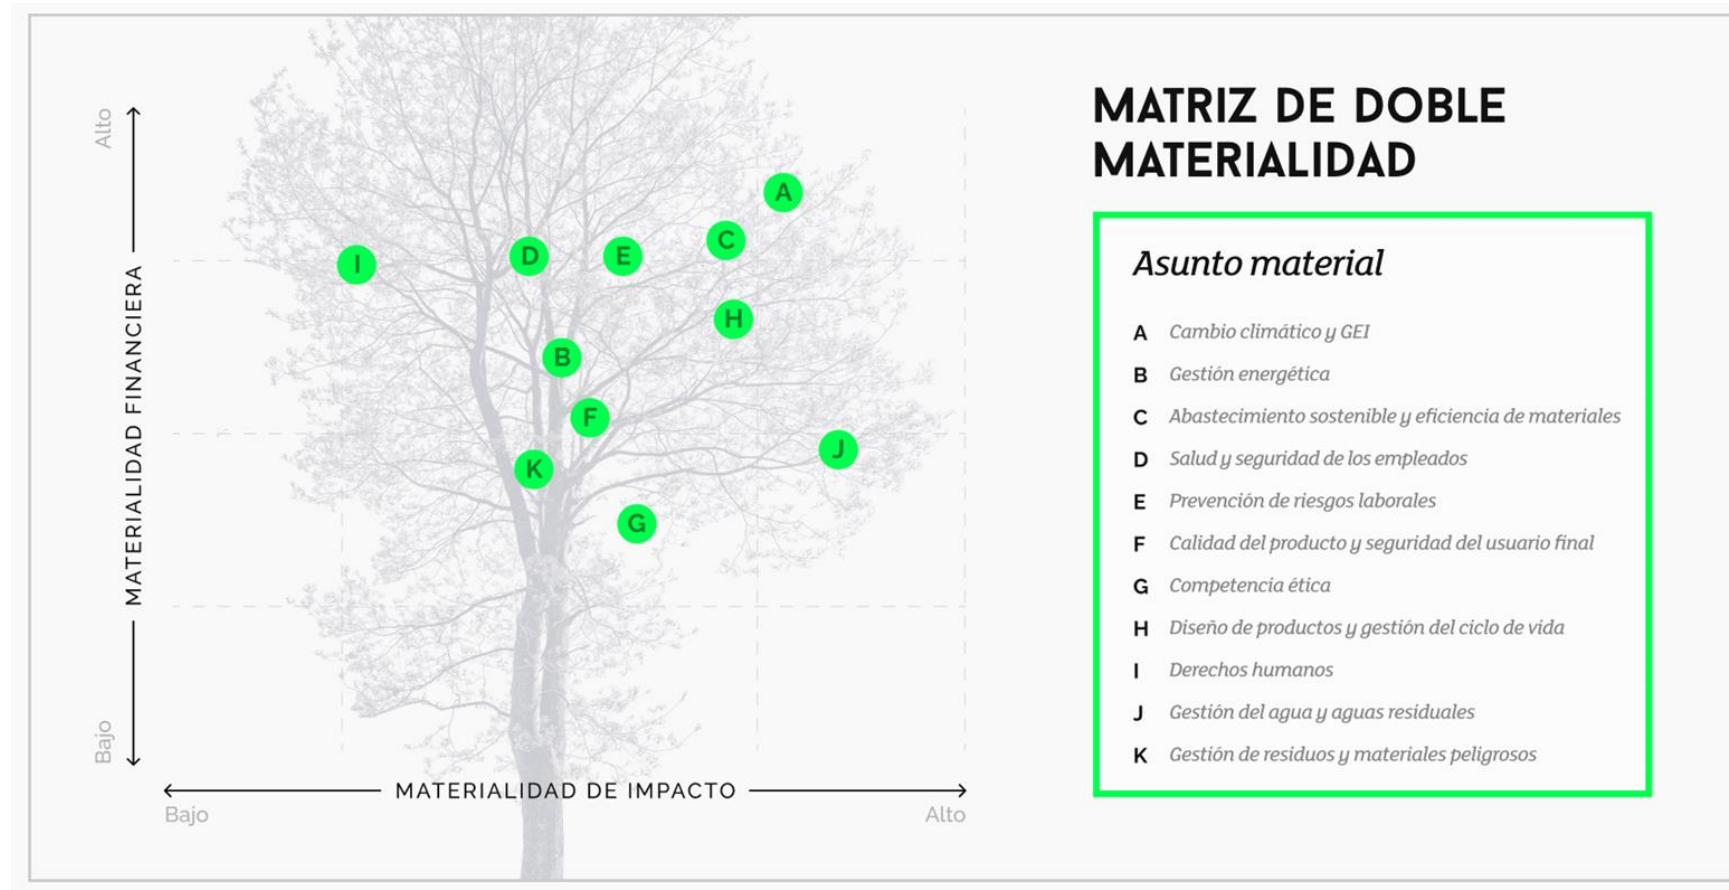 MATRIZ DE DOBLE
MATERIALIDAD
Alto
MATERIALIDAD FINANCIERA
Bajo
A
C
D
E
I
H
B
F
J
K
G
MATERIALIDAD DE IMPACTO
Bajo
Alto
Asunto material
A Cambio climático y GEI
B Gestión energética
C Abastecimiento sostenible y eficiencia de materiales
D Salud y seguridad de los empleados
E Prevención de riesgos laborales
F Calidad del producto y seguridad del usuario final
G Competencia ética
H Diseño de productos y gestión del ciclo de vida
I Derechos humanos
J Gestión del agua y aguas residuales
K Gestión de residuos y materiales peligrosos